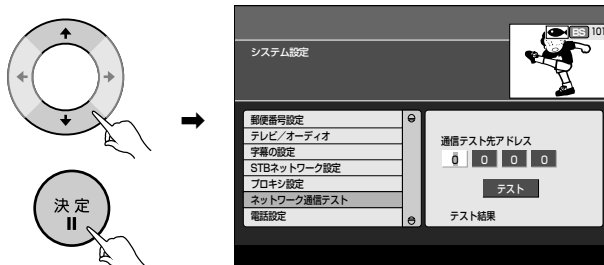 決定
システム設定
BS 101
郵便番号設定
テレビ／オーディオ
字幕の設定
STBネットワーク設定
プロキシ設定
ネットワーク通信テスト
電話設定
通信テスト先アドレス
0 0 0 0
テスト
テスト結果